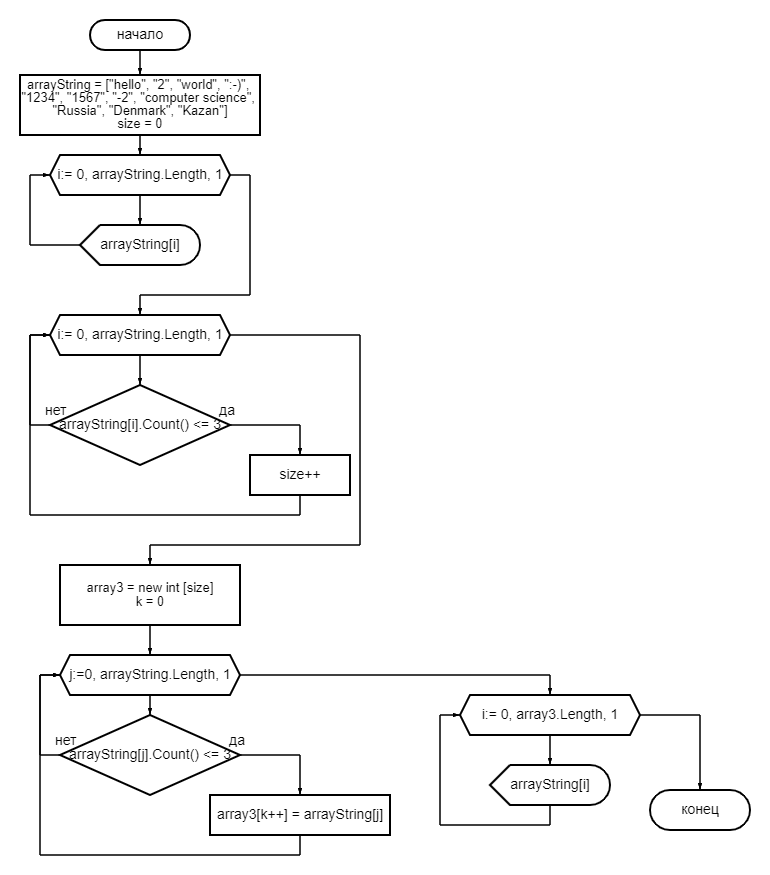 начало
arrayString = ["hello", "2", "world", ":-)",
"1234", "1567", "-2", "computer science",
"Russia", "Denmark", "Kazan"]
size = 0
i:= 0, arrayString.Length, 1
arrayString[i]
i:= 0, arrayString.Length, 1
нет
да
arrayString[i].Count() <= 3
size++
array3 = new int [size]
k = 0
j:=0, arrayString.Length, 1
нет
да
arrayString[j].Count() <= 3
array3[k++] = arrayString[j]
i:= 0, array3.Length, 1
arrayString[i]
конец